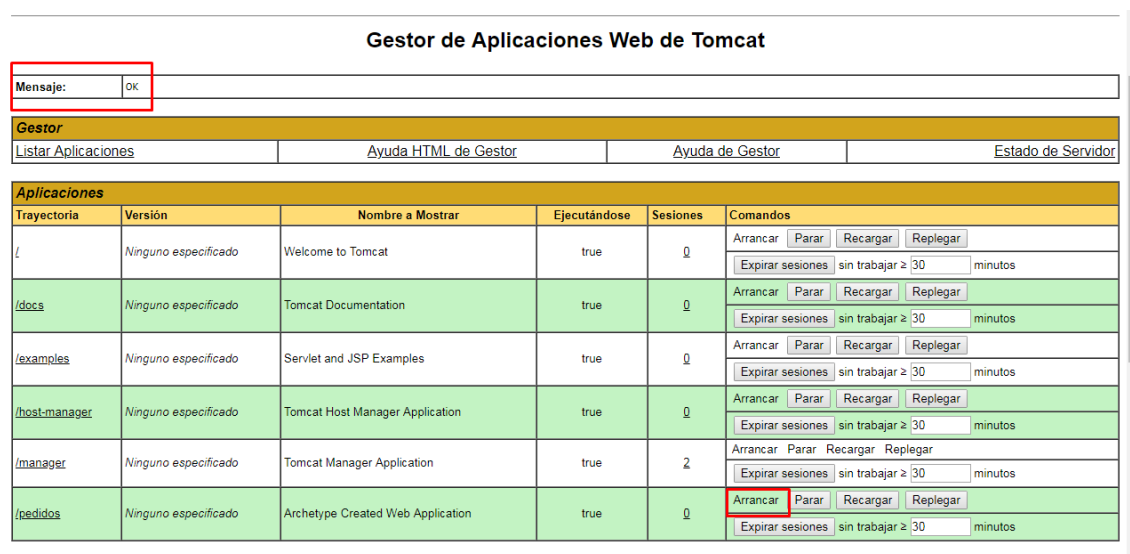 Gestor de Aplicaciones Web de Tomcat
Mensaje: OK
Gestor
Listar Aplicaciones Ayuda HTML de Gestor Ayuda de Gestor Estado de Servidor
Aplicaciones
Trayectoria Versión Nombre a Mostrar Ejecutándose Sesiones Comandos
/ Ninguno especificado Welcome to Tomcat true 0 Arrancar Parar Recargar Replegar
Expirar sesiones sin trabajar ≥ 30 minutos
/docs Ninguno especificado Tomcat Documentation true 0 Arrancar Parar Recargar Replegar
Expirar sesiones sin trabajar ≥ 30 minutos
/examples Ninguno especificado Servlet and JSP Examples true 0 Arrancar Parar Recargar Replegar
Expirar sesiones sin trabajar ≥ 30 minutos
/host-manager Ninguno especificado Tomcat Host Manager Application true 0 Arrancar Parar Recargar Replegar
Expirar sesiones sin trabajar ≥ 30 minutos
/manager Ninguno especificado Tomcat Manager Application true 2 Arrancar Parar Recargar Replegar
Expirar sesiones sin trabajar ≥ 30 minutos
/pedidos Ninguno especificado Archetype Created Web Application true 0 Arrancar Parar Recargar Replegar
Expirar sesiones sin trabajar ≥ 30 minutos